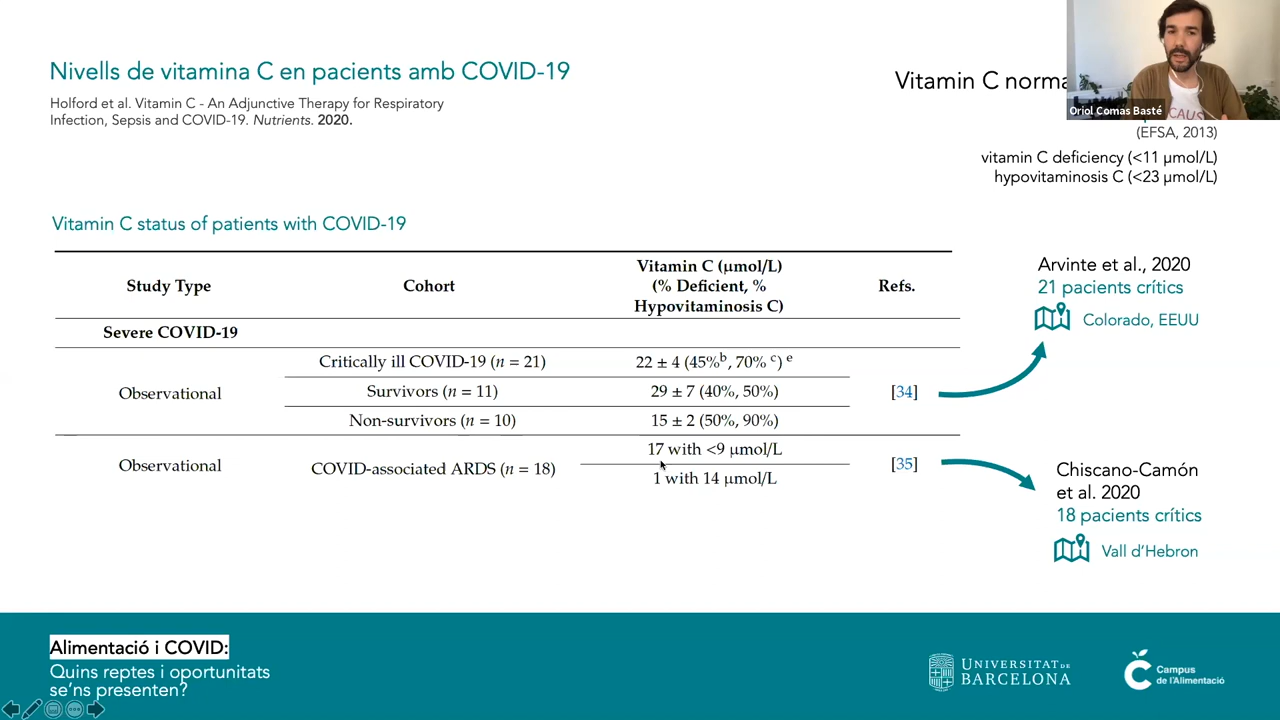 Nivells de vitamina C en pacients amb COVID-19
Holford et al. Vitamin C - An Adjunctive Therapy for Respiratory
Infection, Sepsis and COVID-19. Nutrients. 2020.
Vitamin C
Oriol Comas Basté
(EFSA, 2013)
vitamin C deficiency (<11 µmol/L)
hypovitaminosis C (<23 µmol/L)
Vitamin C status of patients with COVID-19
Study Type
Cohort
Vitamin C (µmol/L)
(% Deficient, %
Hypovitaminosis C)
Refs.
Severe COVID-19
Observational
Critically ill COVID-19 (n = 21)
22 ± 4 (45%b, 70% c) e
Survivors (n = 11)
29 ± 7 (40%, 50%)
Non-survivors (n = 10)
15 ± 2 (50%, 90%)
[34]
Observational
COVID-associated ARDS (n = 18)
17 with <9 µmol/L
1 with 14 µmol/L
[35]
Arvinte et al., 2020
21 pacients crítics
Colorado, EEUU
Chiscano-Camón
et al. 2020
18 pacients crítics
Vall d’Hebron
Alimentació i COVID:
Quins reptes i oportunitats
se’ns presenten?
UNIVERSITAT DE
BARCELONA
Campus
de l'Alimentació